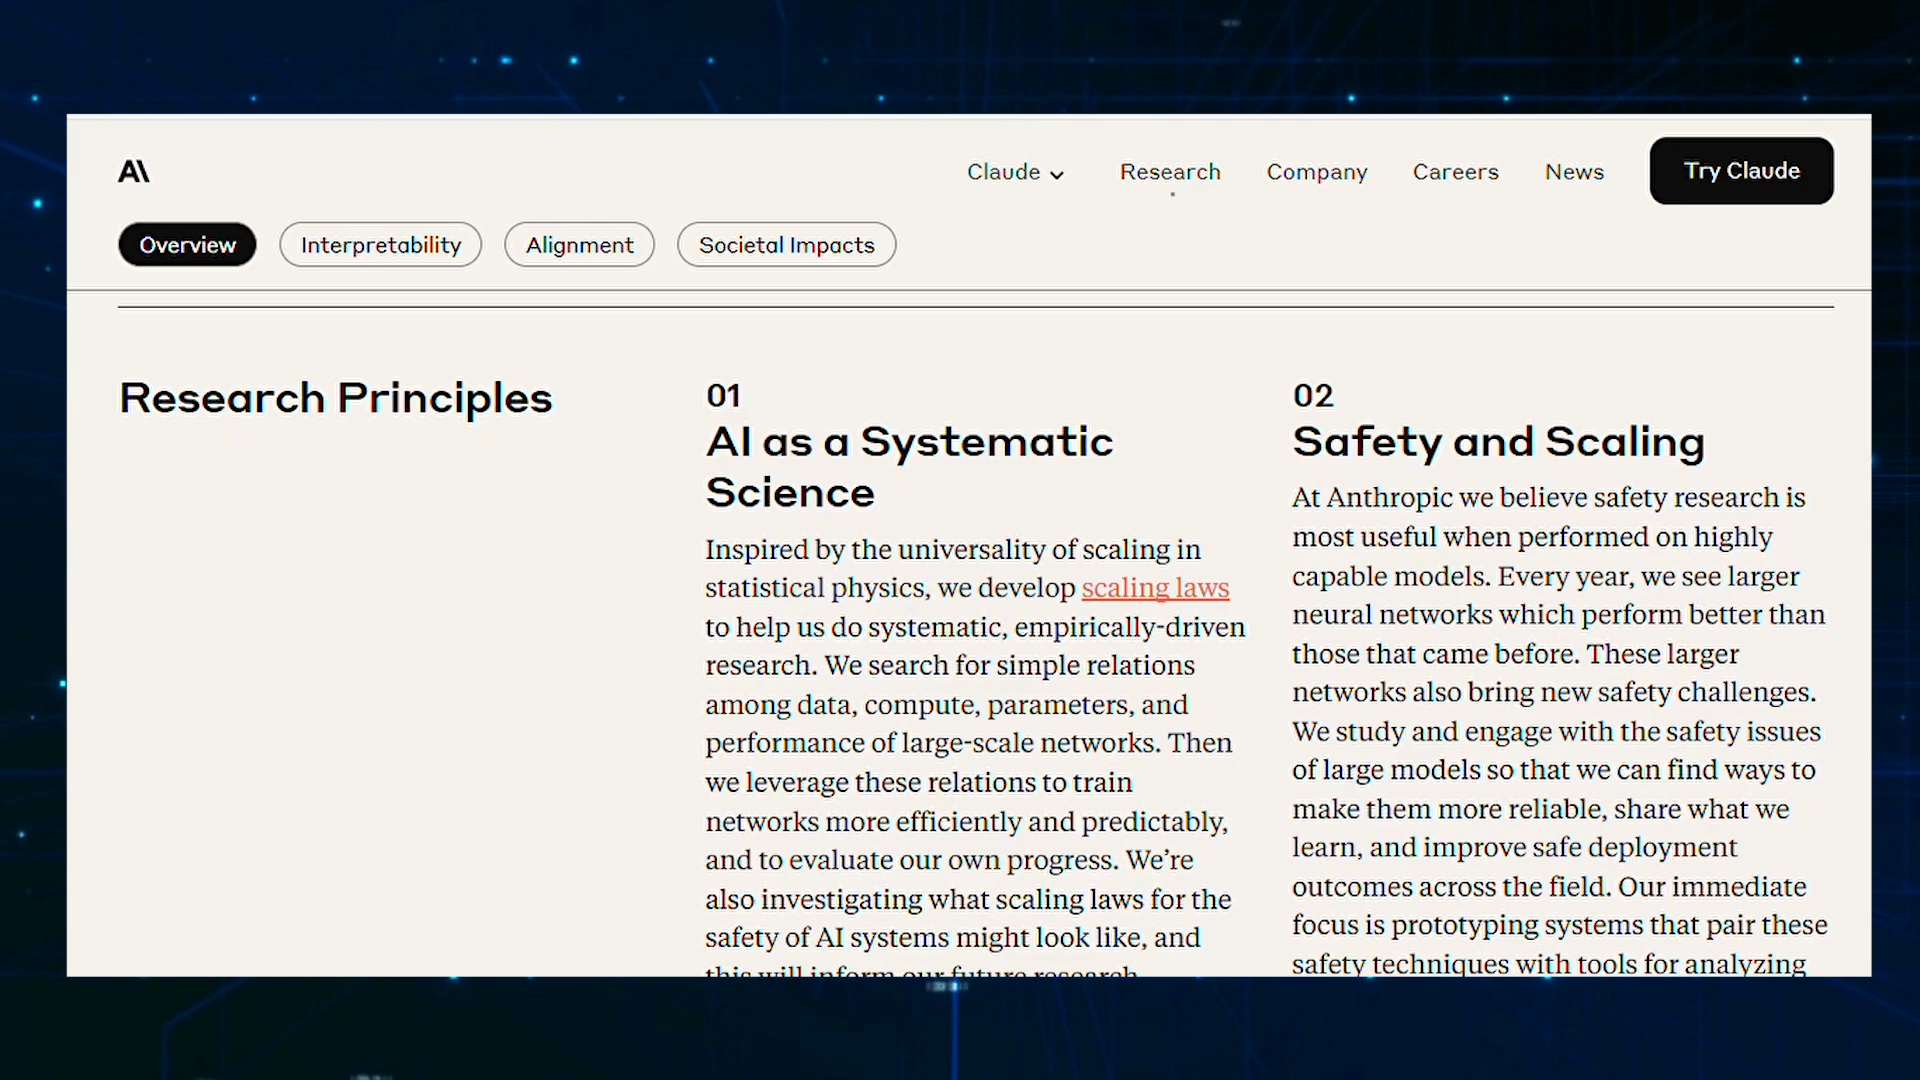 A\
Claude Research Company Careers News Try Claude
Overview Interpretability Alignment Societal Impacts
Research Principles
01
AI as a Systematic
Science
Inspired by the universality of scaling in
statistical physics, we develop scaling laws
to help us do systematic, empirically-driven
research. We search for simple relations
among data, compute, parameters, and
performance of large-scale networks. Then
we leverage these relations to train
networks more efficiently and predictably,
and to evaluate our own progress. We’re
also investigating what scaling laws for the
safety of AI systems might look like, and
this will inform our future research.
02
Safety and Scaling
At Anthropic we believe safety research is
most useful when performed on highly
capable models. Every year, we see larger
neural networks which perform better than
those that came before. These larger
networks also bring new safety challenges.
We study and engage with the safety issues
of large models so that we can find ways to
make them more reliable, share what we
learn, and improve safe deployment
outcomes across the field. Our immediate
focus is prototyping systems that pair these
safety techniques with tools for analyzing